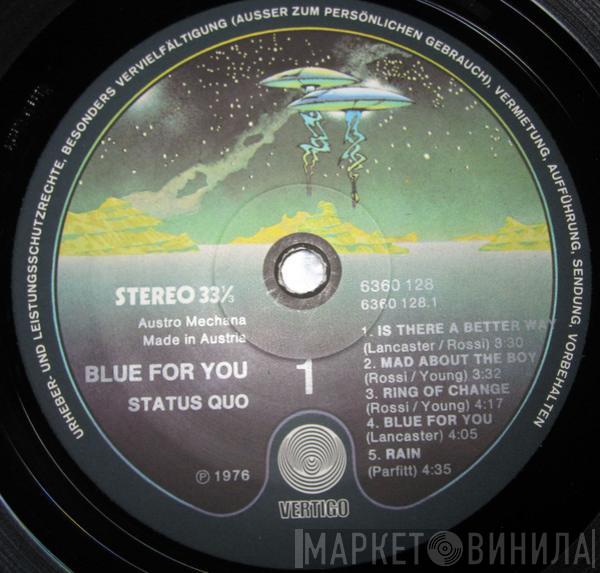 URHEBER UND LEISTUNGSSCHUTZRECHTE, BESONDERS VERVIELFÄLTIGUNG (AUSSER ZUM PERSÖNLICHEN GEBRAUCH), VERMIETUNG, AUFFÜHRUNG, SENDUNG, VORBEHALTEN
STEREO 33⅓
Austro Mechana
Made in Austria
BLUE FOR YOU
STATUS QUO
℗ 1976
1
VERTIGO
6360 128
6360 128.1
1. IS THERE A BETTER WAY
(Lancaster / Rossi) 3:30
2. MAD ABOUT THE BOY
(Rossi / Young) 3:32
3. RING OF CHANGE
(Rossi / Young) 4:17
4. BLUE FOR YOU
(Lancaster) 4:05
5. RAIN
(Parfitt) 4:35
МАРКЕТ ВИНИЛА